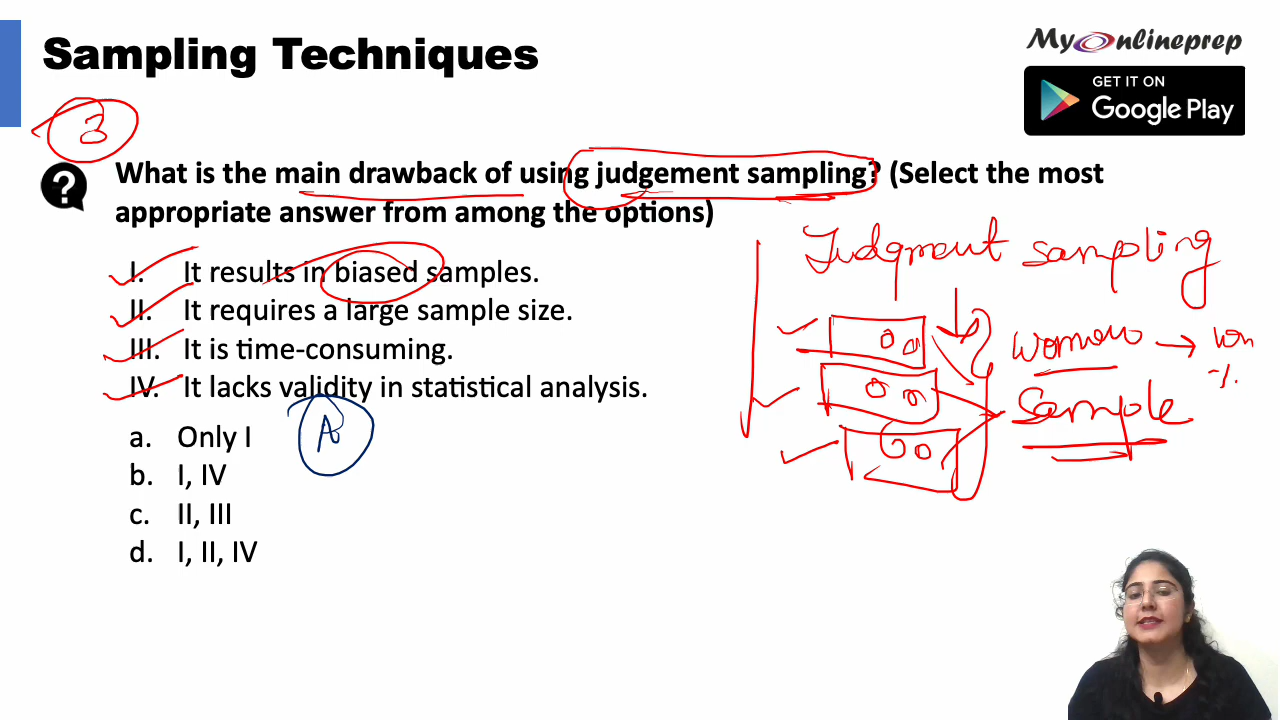 Sampling Techniques
MyOnlineprep
GET IT ON
Google Play
3
What is the main drawback of using judgement sampling? (Select the most
appropriate answer from among the options)
I. It results in biased samples.
II. It requires a large sample size.
III. It is time-consuming.
IV. It lacks validity in statistical analysis.
a. Only I
b. I, IV
c. II, III
d. I, II, IV
A
Judgment sampling
women →
Sample